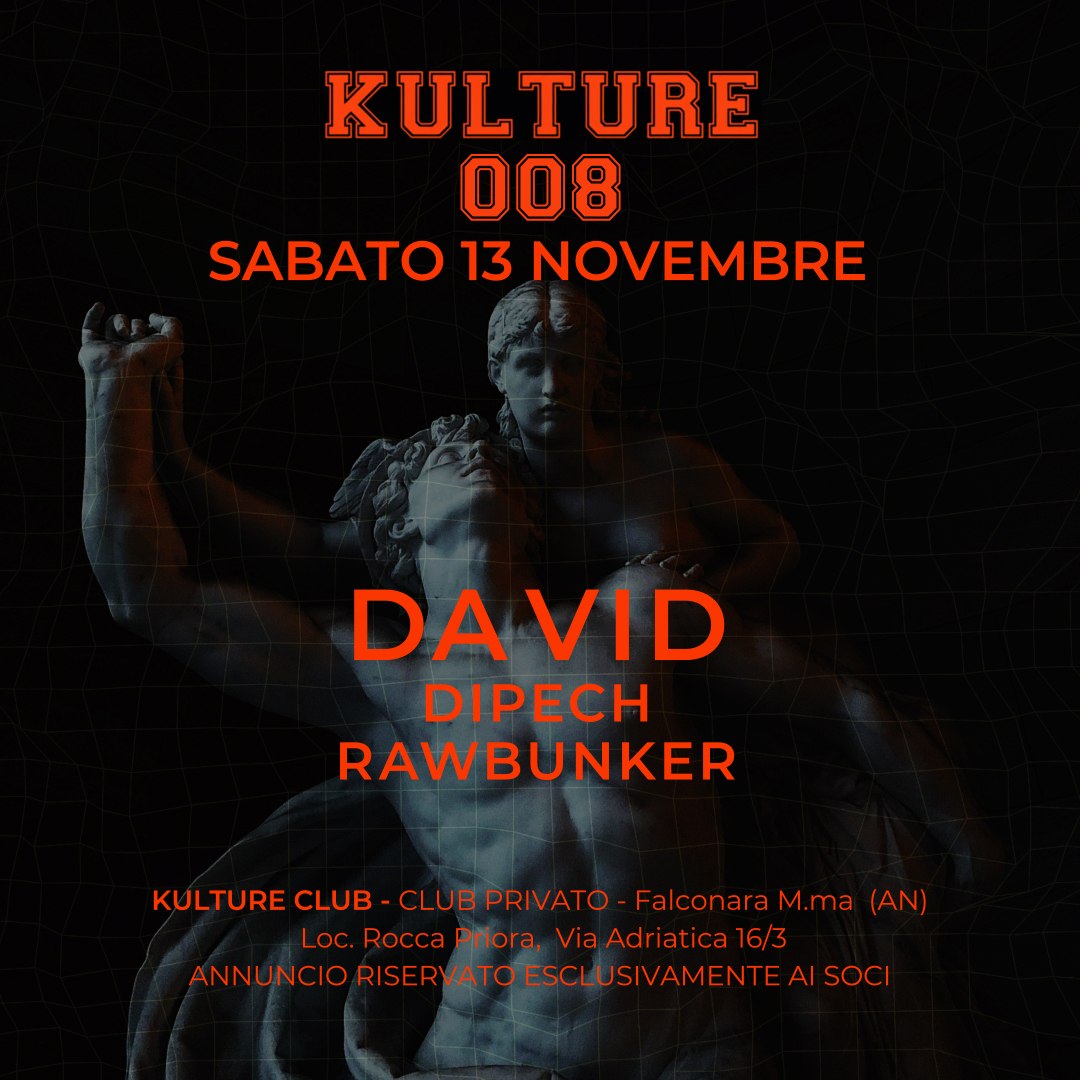 KULTURE
008
SABATO 13 NOVEMBRE
DAVID
DIPECH
RAWBUNKER
KULTURE CLUB - CLUB PRIVATO - Falconara M.ma (AN)
Loc. Rocca Priora, Via Adriatica 16/3
ANNUNCIO RISERVATO ESCLUSIVAMENTE AI SOCI